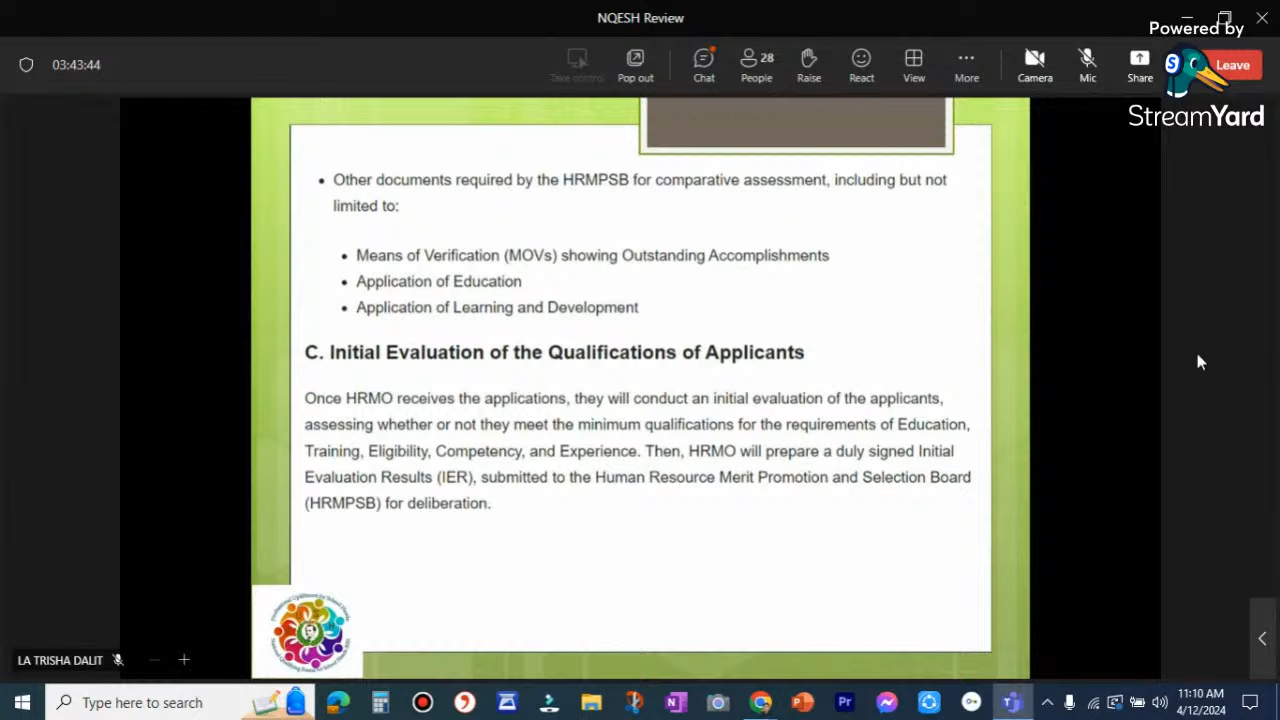 NQESH Review
Powered by
03:43:44
Take control
Pop out
Chat
28
People
Raise
React
View
More
Camera
Mic
Share
Leave
StreamYard
• Other documents required by the HRMPSB for comparative assessment, including but not
limited to:
• Means of Verification (MOVs) showing Outstanding Accomplishments
• Application of Education
• Application of Learning and Development
C. Initial Evaluation of the Qualifications of Applicants
Once HRMO receives the applications, they will conduct an initial evaluation of the applicants,
assessing whether or not they meet the minimum qualifications for the requirements of Education,
Training, Eligibility, Competency, and Experience. Then, HRMO will prepare a duly signed Initial
Evaluation Results (IER), submitted to the Human Resource Merit Promotion and Selection Board
(HRMPSB) for deliberation.
LA TRISHA DALIT
Type here to search
11:10 AM
4/12/2024